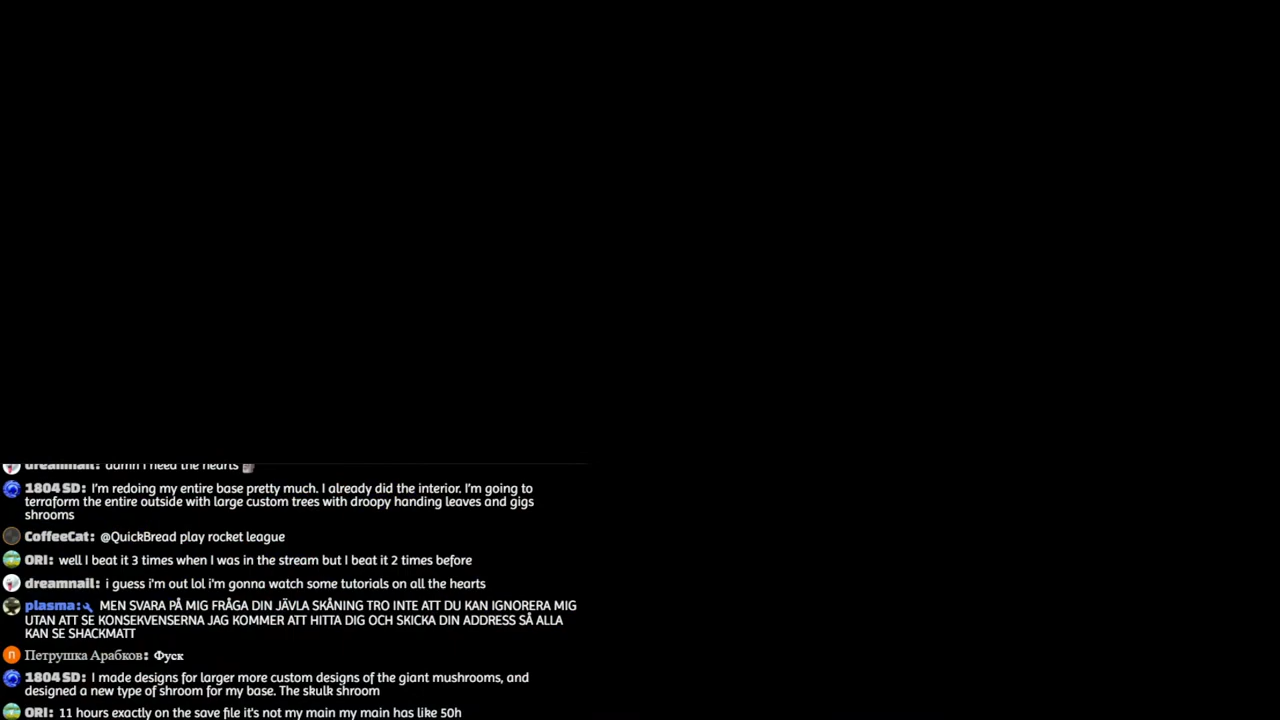 dreamnail: damn I need the hearts
1804 SD: I'm redoing my entire base pretty much. I already did the interior. I'm going to
terraform the entire outside with large custom trees with droopy handing leaves and gigs
shrooms
CoffeeCat: @QuickBread play rocket league
ORI: well I beat it 3 times when I was in the stream but I beat it 2 times before
dreamnail: i guess i'm out lol i'm gonna watch some tutorials on all the hearts
plasma: MEN SVARA PÅ MIG FRÅGA DIN JÄVLA SKÅNING TRO INTE ATT DU KAN IGNORERA MIG
UTAN ATT SE KONSEKVENSERNA JAG KOMMER ATT HITTA DIG OCH SKICKA DIN ADDRESS SÅ ALLA
KAN SE SHACKMATT
Петрушка Арабков: Фуск
1804 SD: I made designs for larger more custom designs of the giant mushrooms, and
designed a new type of shroom for my base. The skulk shroom
ORI: 11 hours exactly on the save file it's not my main my main has like 50h